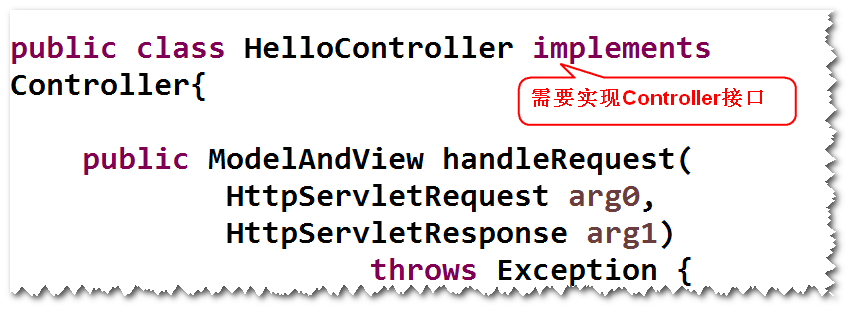 public class HelloController implements
Controller{
需要实现Controller接口
public ModelAndView handleRequest(
HttpServletRequest arg0,
HttpServletResponse arg1)
throws Exception {